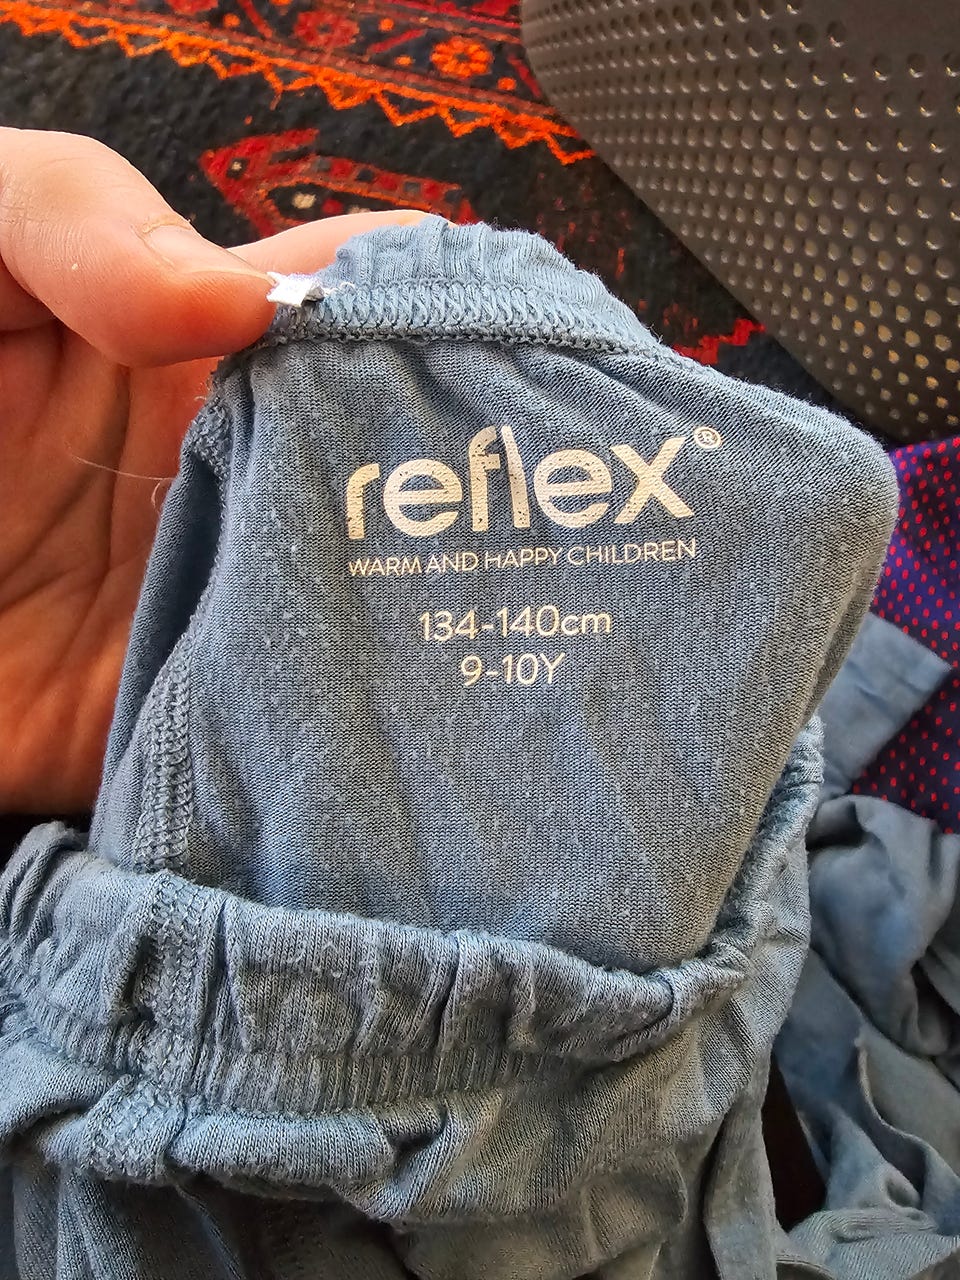 reflex®
WARM AND HAPPY CHILDREN
134-140cm
9-10Y